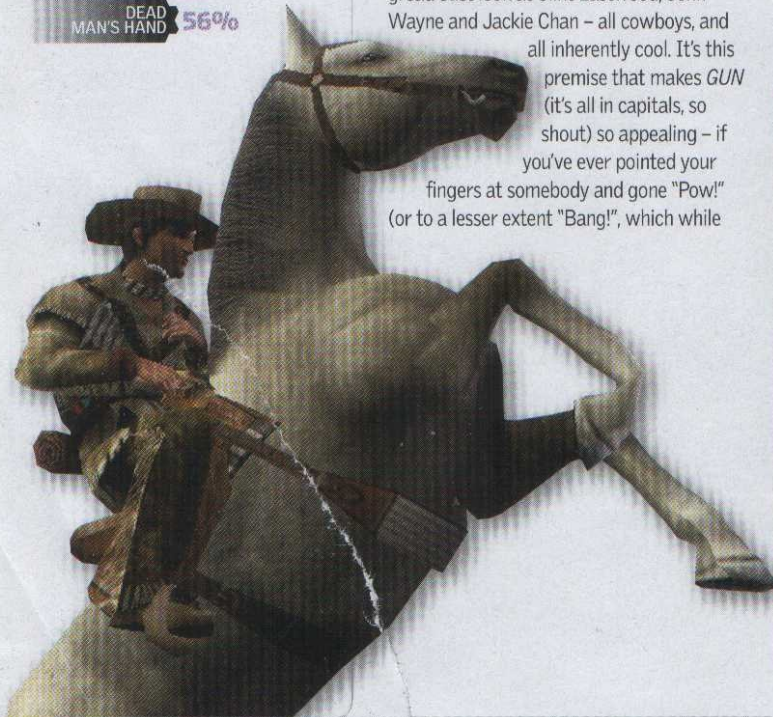 DEAD
MAN'S HAND 56%
Wayne and Jackie Chan – all cowboys, and
all inherently cool. It's this
premise that makes GUN
(it's all in capitals, so
shout) so appealing – if
you've ever pointed your
fingers at somebody and gone "Pow!"
(or to a lesser extent "Bang!", which while